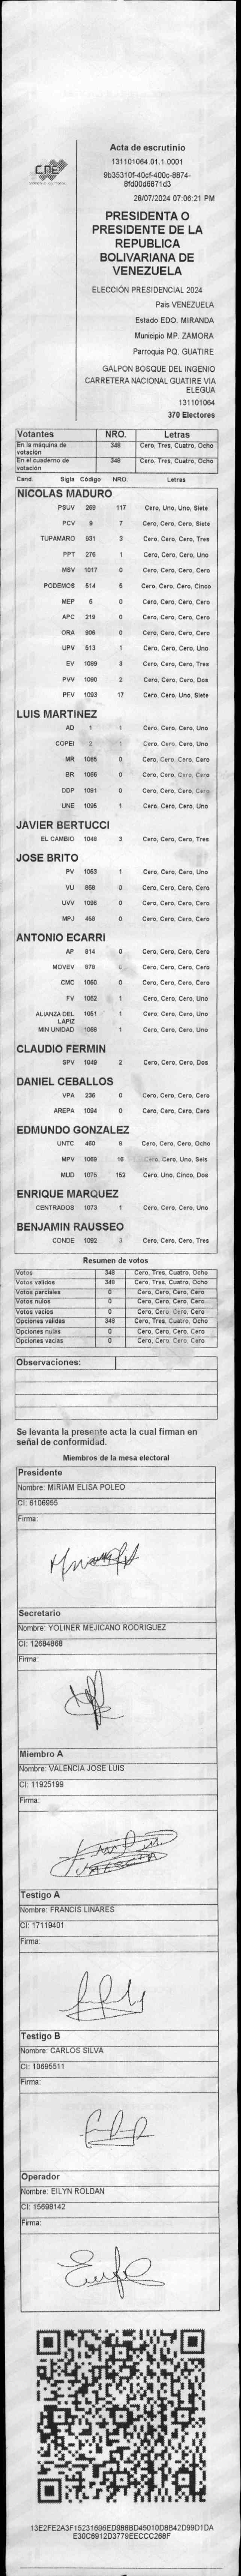 CNE
Acta de escrutinio
131101064.01.1.0001
9b35310f-40cf-400c-8874-
8fd00d6871d3
28/07/2024 07:06:21 PM
PRESIDENTA O
PRESIDENTE DE LA
REPUBLICA
BOLIVARIANA DE
VENEZUELA
ELECCIÓN PRESIDENCIAL 2024
País VENEZUELA
Estado EDO. MIRANDA
Municipio MP. ZAMORA
Parroquia PQ. GUATIRE
GALPON BOSQUE DEL INGENIO
CARRETERA NACIONAL GUATIRE VIA
ELEGUA
131101064
370 Electores
Votantes NRO. Letras
En la máquina de votación 348 Cero, Tres, Cuatro, Ocho
En el cuaderno de votación 348 Cero, Tres, Cuatro, Ocho
Cand. Sigla Código NRO. Letras
NICOLAS MADURO
PSUV 269 117 Cero, Uno, Uno, Siete
PCV 9 7 Cero, Cero, Cero, Siete
TUPAMARO 931 3 Cero, Cero, Cero, Tres
PPT 276 1 Cero, Cero, Cero, Uno
MSV 1017 0 Cero, Cero, Cero, Cero
PODEMOS 514 5 Cero, Cero, Cero, Cinco
MEP 5 0 Cero, Cero, Cero, Cero
APC 219 0 Cero, Cero, Cero, Cero
ORA 906 0 Cero, Cero, Cero, Cero
UPV 513 1 Cero, Cero, Cero, Uno
EV 1089 3 Cero, Cero, Cero, Tres
PVV 1090 2 Cero, Cero, Cero, Dos
PFV 1093 17 Cero, Cero, Uno, Siete
LUIS MARTINEZ
AD 1 1 Cero, Cero, Cero, Uno
COPEI 2 1 Cero, Cero, Cero, Uno
MR 1065 0 Cero, Cero, Cero, Cero
BR 1066 0 Cero, Cero, Cero, Cero
DDP 1091 0 Cero, Cero, Cero, Cero
UNE 1095 1 Cero, Cero, Cero, Uno
JAVIER BERTUCCI
EL CAMBIO 1048 3 Cero, Cero, Cero, Tres
JOSE BRITO
PV 1053 1 Cero, Cero, Cero, Uno
VU 868 0 Cero, Cero, Cero, Cero
UVV 1096 0 Cero, Cero, Cero, Cero
MPJ 458 0 Cero, Cero, Cero, Cero
ANTONIO ECARRI
AP 814 0 Cero, Cero, Cero, Cero
MOVEV 978 0 Cero, Cero, Cero, Cero
CMC 1050 0 Cero, Cero, Cero, Cero
FV 1052 1 Cero, Cero, Cero, Uno
ALIANZA DEL LAPIZ 1051 1 Cero, Cero, Cero, Uno
MIN UNIDAD 1058 1 Cero, Cero, Cero, Uno
CLAUDIO FERMIN
SPV 1049 2 Cero, Cero, Cero, Dos
DANIEL CEBALLOS
VPA 236 0 Cero, Cero, Cero, Cero
AREPA 1094 0 Cero, Cero, Cero, Cero
EDMUNDO GONZALEZ
UNTC 460 8 Cero, Cero, Cero, Ocho
MPV 1069 16 Cero, Cero, Uno, Seis
MUD 1075 152 Cero, Uno, Cinco, Dos
ENRIQUE MARQUEZ
CENTRADOS 1073 1 Cero, Cero, Cero, Uno
BENJAMIN RAUSSEO
CONDE 1092 3 Cero, Cero, Cero, Tres
Resumen de votos
Votos 348 Cero, Tres, Cuatro, Ocho
Votos validos 348 Cero, Tres, Cuatro, Ocho
Votos parciales 0 Cero, Cero, Cero, Cero
Votos nulos 0 Cero, Cero, Cero, Cero
Votos vacios 0 Cero, Cero, Cero, Cero
Opciones validas 348 Cero, Tres, Cuatro, Ocho
Opciones nulas 0 Cero, Cero, Cero, Cero
Opciones vacias 0 Cero, Cero, Cero, Cero
Observaciones:
Se levanta la presente acta la cual firman en
señal de conformidad.
Miembros de la mesa electoral
Presidente
Nombre: MIRIAM ELISA POLEO
CI: 6106955
Firma:
Secretario
Nombre: YOLINER MEJICANO RODRIGUEZ
CI: 12684868
Firma:
Miembro A
Nombre: VALENCIA JOSE LUIS
CI: 11925199
Firma:
Testigo A
Nombre: FRANCIS LINARES
CI: 17119401
Firma:
Testigo B
Nombre: CARLOS SILVA
CI: 10695511
Firma:
Operador
Nombre: EILYN ROLDAN
CI: 15698142
Firma:
13E2FE2A3F15231696ED988BD45010D8B42D99D1DA
E30C6912D3779EECCC268F